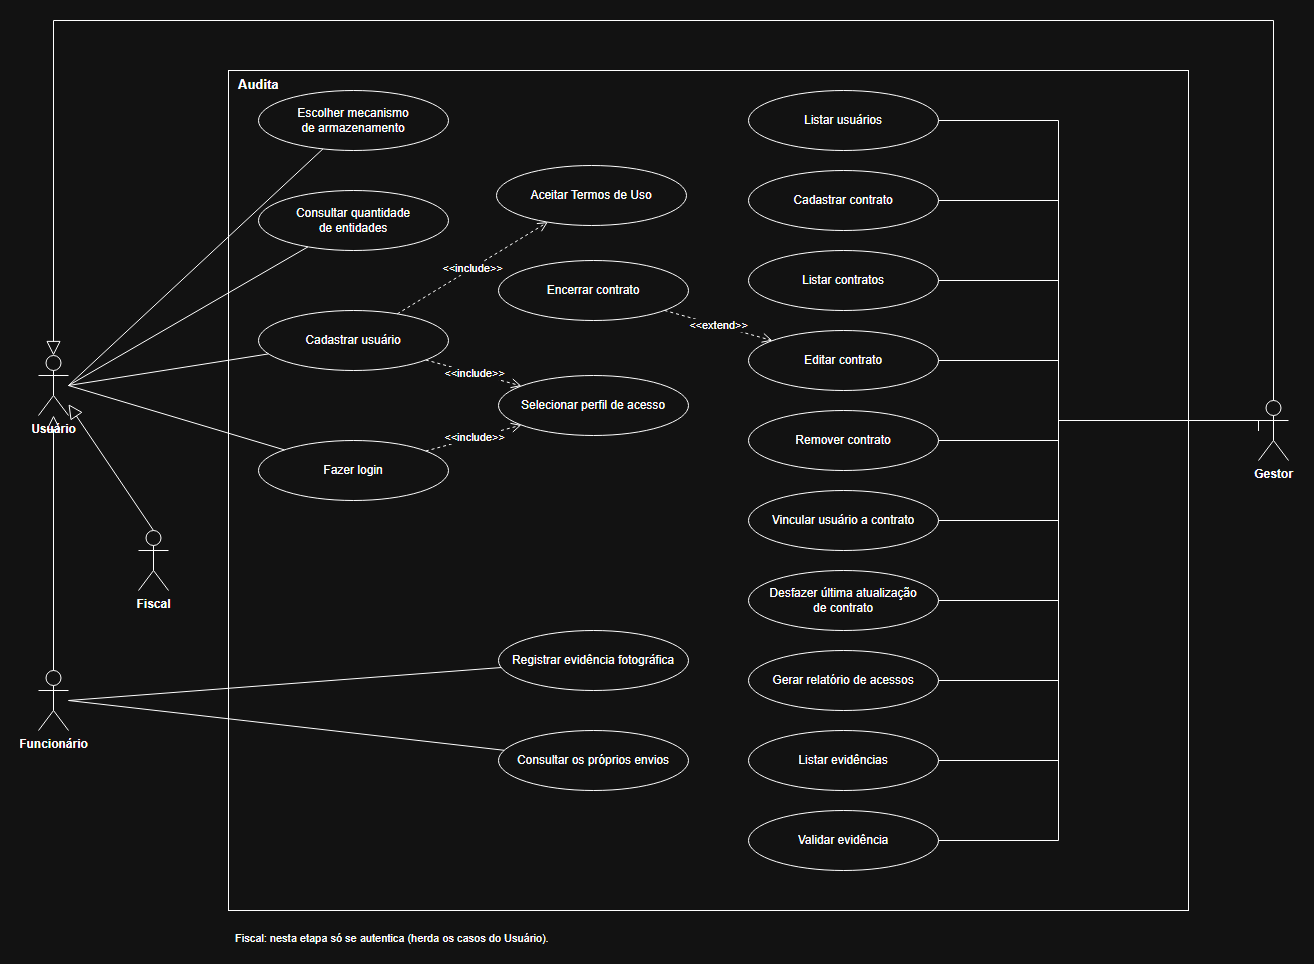 Audita
Escolher mecanismo
de armazenamento
Listar usuários
Aceitar Termos de Uso
Cadastrar contrato
Consultar quantidade
de entidades
<<include>>
Encerrar contrato
Listar contratos
<<extend>>
Cadastrar usuário
Editar contrato
<<include>>
Selecionar perfil de acesso
Usuário
<<include>>
Remover contrato
Fazer login
Gestor
Vincular usuário a contrato
Fiscal
Desfazer última atualização
de contrato
Registrar evidência fotográfica
Gerar relatório de acessos
Funcionário
Consultar os próprios envios
Listar evidências
Validar evidência
Fiscal: nesta etapa só se autentica (herda os casos do Usuário).